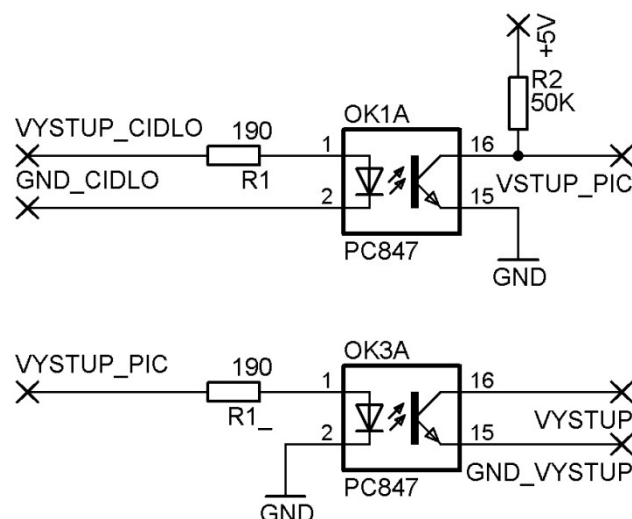 +5V
R2
50K
OK1A
VYSTUP_CIDLO
190
1
16
GND_CIDLO
R1
VSTUP_PIC
2
15
PC847
GND
OK3A
VYSTUP_PIC
190
1
16
R1_
VYSTUP
2
15
GND_VYSTUP
PC847
GND